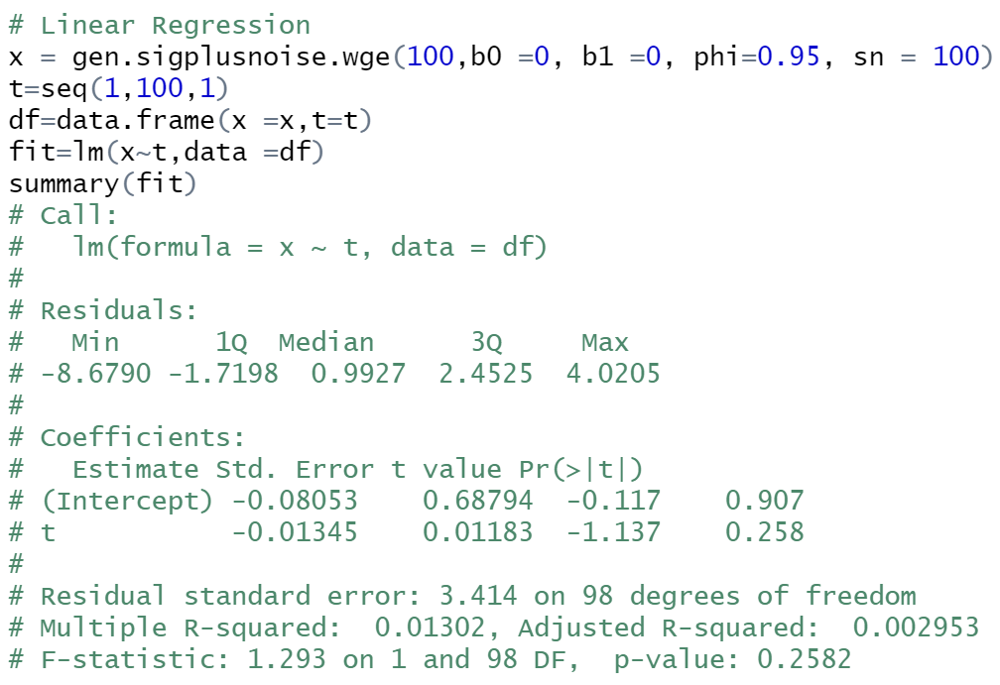 # Linear Regression
x = gen.sigplusnoise.wge(100,b0 =0, b1 =0, phi=0.95, sn = 100)
t=seq(1,100,1)
df=data.frame(x =x,t=t)
fit=lm(x~t,data =df)
summary(fit)
# Call:
#   lm(formula = x ~ t, data = df)
#
# Residuals:
#   Min      1Q  Median      3Q     Max
# -8.6790 -1.7198  0.9927  2.4525  4.0205
#
# Coefficients:
#   Estimate Std. Error t value Pr(>|t|)
# (Intercept) -0.08053    0.68794  -0.117    0.907
# t           -0.01345    0.01183  -1.137    0.258
#
# Residual standard error: 3.414 on 98 degrees of freedom
# Multiple R-squared:  0.01302, Adjusted R-squared:  0.002953
# F-statistic: 1.293 on 1 and 98 DF,  p-value: 0.2582